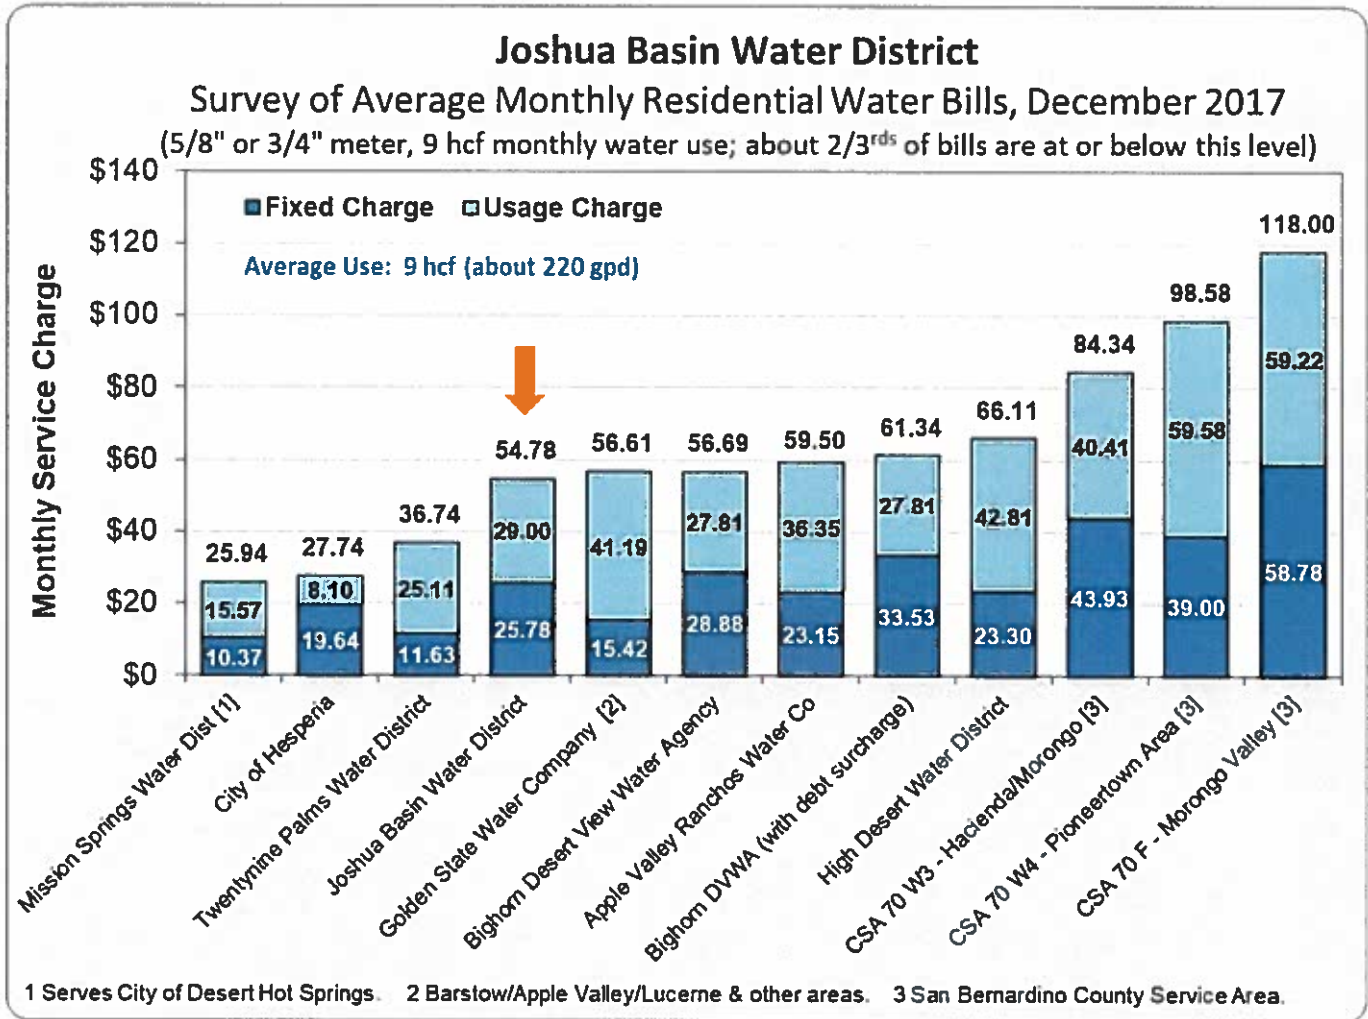 Joshua Basin Water District
Survey of Average Monthly Residential Water Bills, December 2017
(5/8" or 3/4" meter, 9 hcf monthly water use; about 2/3rds of bills are at or below this level)
$140
$120
$100
$80
$60
$40
$20
$0
Monthly Service Charge
Fixed Charge Usage Charge
Average Use: 9 hcf (about 220 gpd)
25.94
15.57
10.37
27.74
8.10
19.64
36.74
25.11
11.63
54.78
29.00
25.78
56.61
41.19
15.42
56.69
27.81
28.88
59.50
36.35
23.15
61.34
27.81
33.53
66.11
42.81
23.30
84.34
40.41
43.93
98.58
59.58
39.00
118.00
59.22
58.78
Mission Springs Water Dist [1]
City of Hesperia
Twentynine Palms Water District
Joshua Basin Water District
Golden State Water Company [2]
Bighorn Desert View Water Agency
Apple Valley Ranchos Water Co
Bighorn DVWA (with debt surcharge)
High Desert Water District
CSA 70 W3 - Hacienda/Morongo [3]
CSA 70 W4 - Pioneertown Area [3]
CSA 70 F - Morongo Valley [3]
1 Serves City of Desert Hot Springs. 2 Barstow/Apple Valley/Lucerne & other areas. 3 San Bernardino County Service Area.